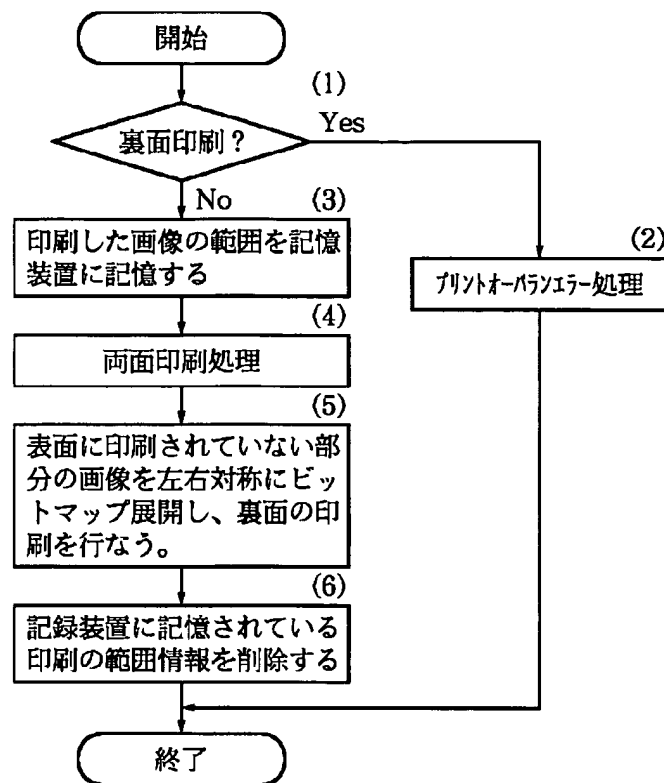 開始
(1)
裏面印刷?
Yes
No
(3)
印刷した画像の範囲を記憶
装置に記憶する
(2)
プリントオーバランエラー処理
(4)
両面印刷処理
(5)
表面に印刷されていない部
分の画像を左右対称にビッ
トマップ展開し、裏面の印
刷を行なう。
(6)
記録装置に記憶されている
印刷の範囲情報を削除する
終了